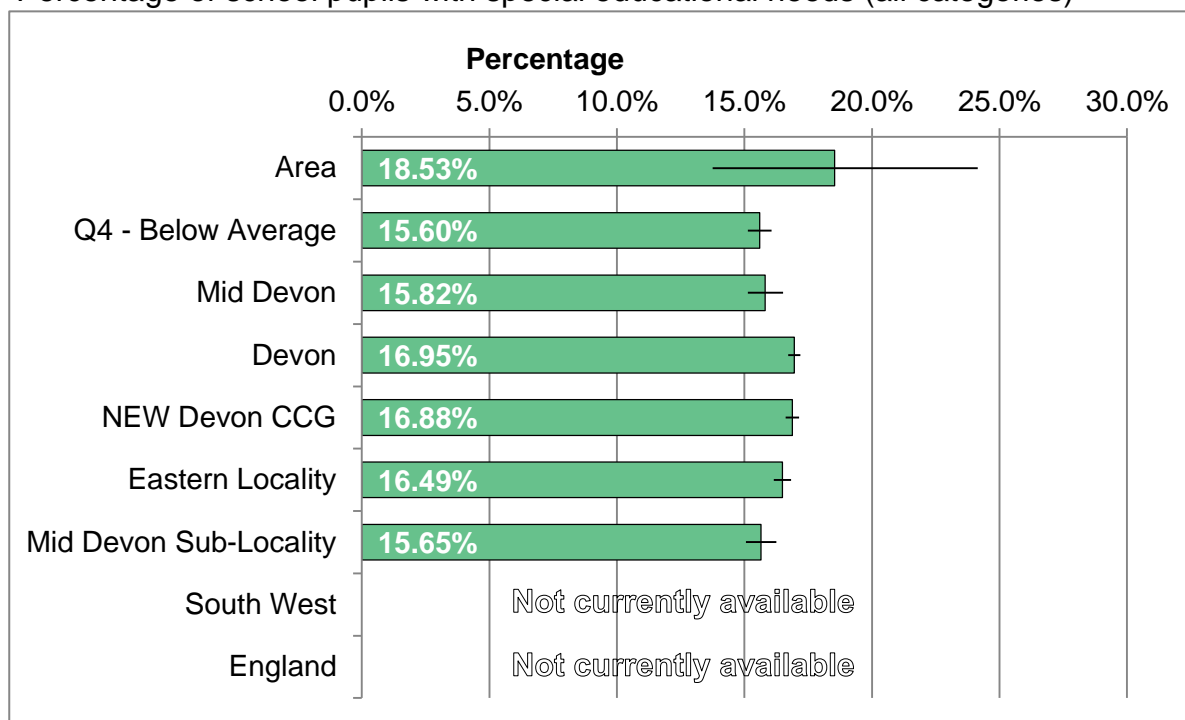 Percentage of school pupils with special educational needs (all categories)
Percentage
0.0% 5.0% 10.0% 15.0% 20.0% 25.0% 30.0%
Area 18.53%
Q4 - Below Average 15.60%
Mid Devon 15.82%
Devon 16.95%
NEW Devon CCG 16.88%
Eastern Locality 16.49%
Mid Devon Sub-Locality 15.65%
South West Not currently available
England Not currently available